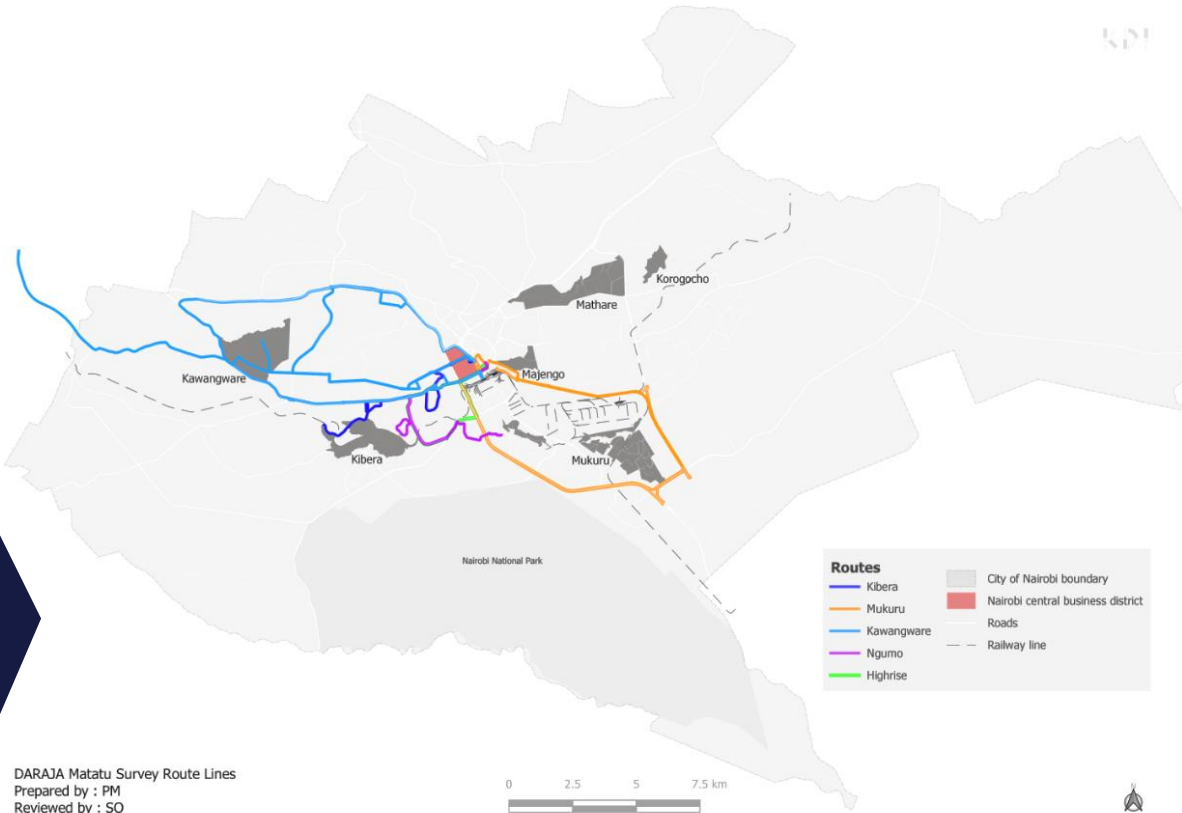 Korogocho
Mathare
Majengo
Kawangware
Kibera
Mukuru
Nairobi National Park
Routes
Kibera
Mukuru
Kawangware
Ngumo
Highrise
City of Nairobi boundary
Nairobi central business district
Roads
Railway line
DARAJA Matatu Survey Route Lines
Prepared by : PM
Reviewed by : SO
0 2.5 5 7.5 km
N